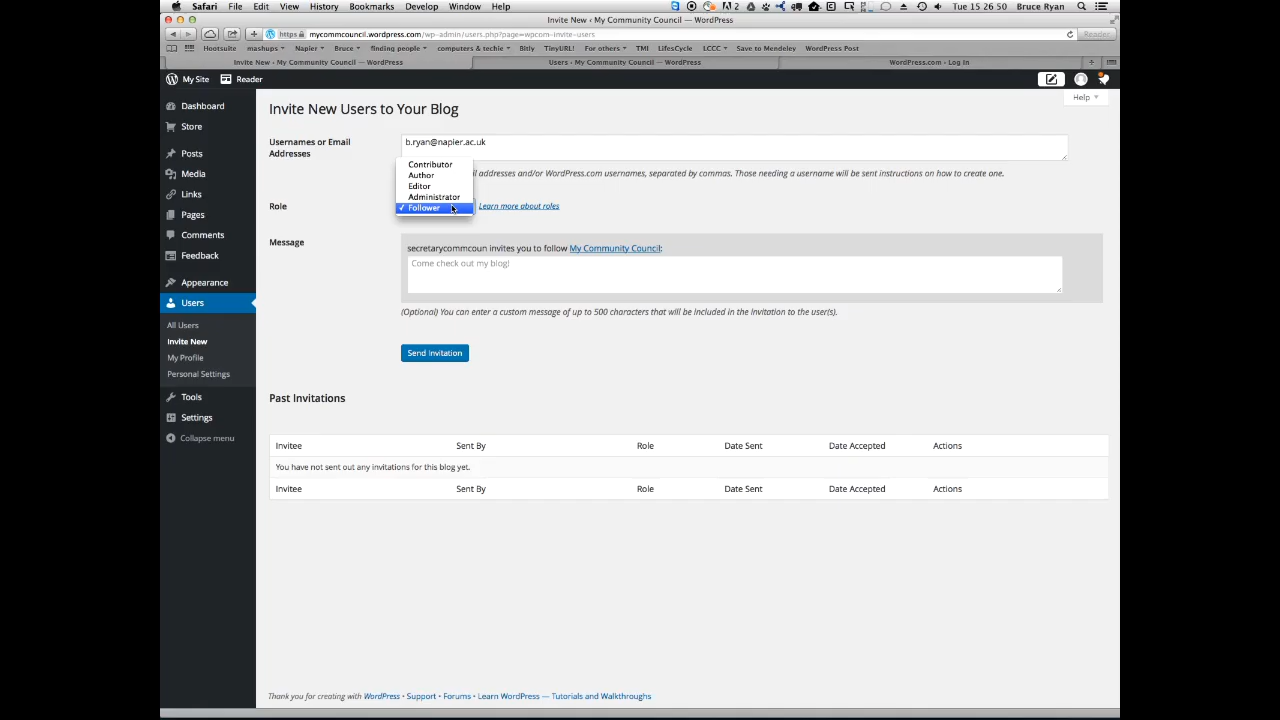 Safari File Edit View History Bookmarks Develop Window Help 2 Tue 15 26 50 Bruce Ryan
Invite New ‹ My Community Council — WordPress
https mycommcouncil.wordpress.com/wp-admin/users.php?page=wpcom-invite-users Reader
Hootsuite mashups Napier Bruce finding people computers & techie Bitly TinyURL! For others TMI LifesCycle LCCC Save to Mendeley WordPress Post
Invite New ‹ My Community Council — WordPress Users ‹ My Community Council — WordPress WordPress.com › Log In
My Site Reader
Dashboard
Store
Posts
Media
Links
Pages
Comments
Feedback
Appearance
Users
All Users
Invite New
My Profile
Personal Settings
Tools
Settings
Collapse menu
Help
Invite New Users to Your Blog
Usernames or Email Addresses
b.ryan@napier.ac.uk
addresses and/or WordPress.com usernames, separated by commas. Those needing a username will be sent instructions on how to create one.
Contributor
Author
Editor
Administrator
✓ Follower
Role
Learn more about roles
Message
secretarycommcoun invites you to follow My Community Council:
Come check out my blog!
(Optional) You can enter a custom message of up to 500 characters that will be included in the invitation to the user(s).
Send Invitation
Past Invitations
Invitee Sent By Role Date Sent Date Accepted Actions
You have not sent out any invitations for this blog yet.
Invitee Sent By Role Date Sent Date Accepted Actions
Thank you for creating with WordPress • Support • Forums • Learn WordPress — Tutorials and Walkthroughs